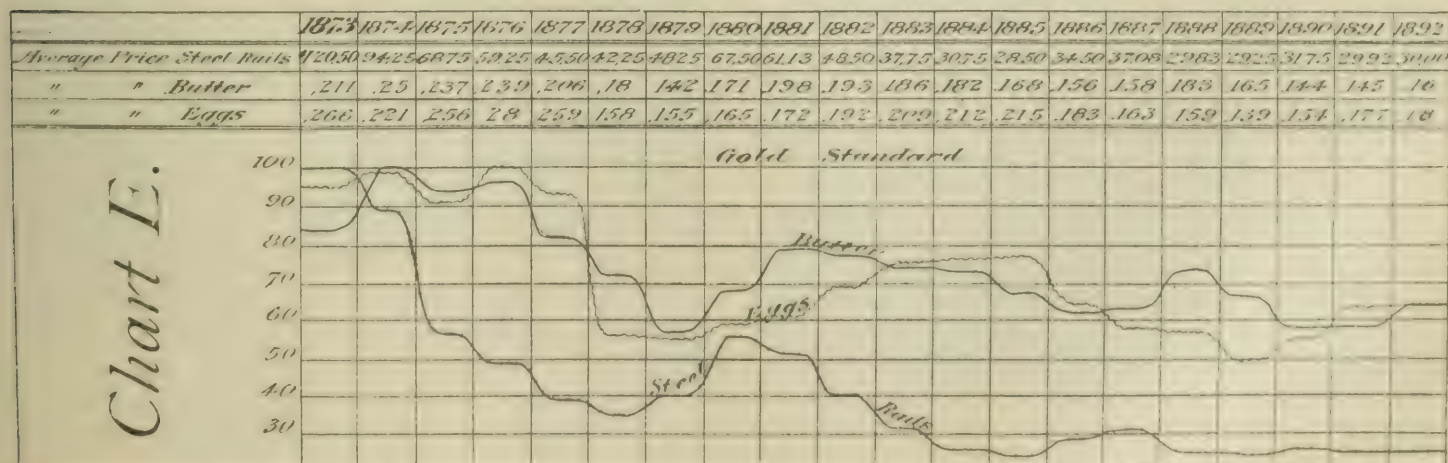 1873 1874 1875 1876 1877 1878 1879 1880 1881 1882 1883 1884 1885 1886 1887 1888 1889 1890 1891 1892
Average Price Steel Rails $120.50 94.25 68.75 59.25 45.50 42.25 48.25 67.50 61.13 48.50 37.75 30.75 28.50 34.50 37.08 29.83 29.25 31.75 29.92 30.00
" " Butter .211 .25 .237 .239 .206 .18 .142 .171 .198 .193 .186 .182 .168 .156 .158 .183 .165 .144 .145 .16
" " Eggs .266 .221 .256 .28 .259 .158 .155 .165 .172 .192 .209 .212 .215 .183 .163 .159 .139 .154 .177 .18
Chart E.
Gold Standard
100
90
80
70
60
50
40
30
Butter
Eggs
Steel
Rails